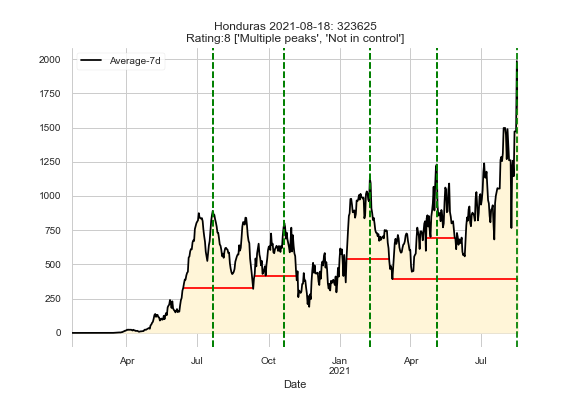 Honduras 2021-08-18: 323625
Rating:8 ['Multiple peaks', 'Not in control']
Average-7d
2000
1750
1500
1250
1000
750
500
250
0
Apr
Jul
Oct
Jan
2021
Apr
Jul
Date